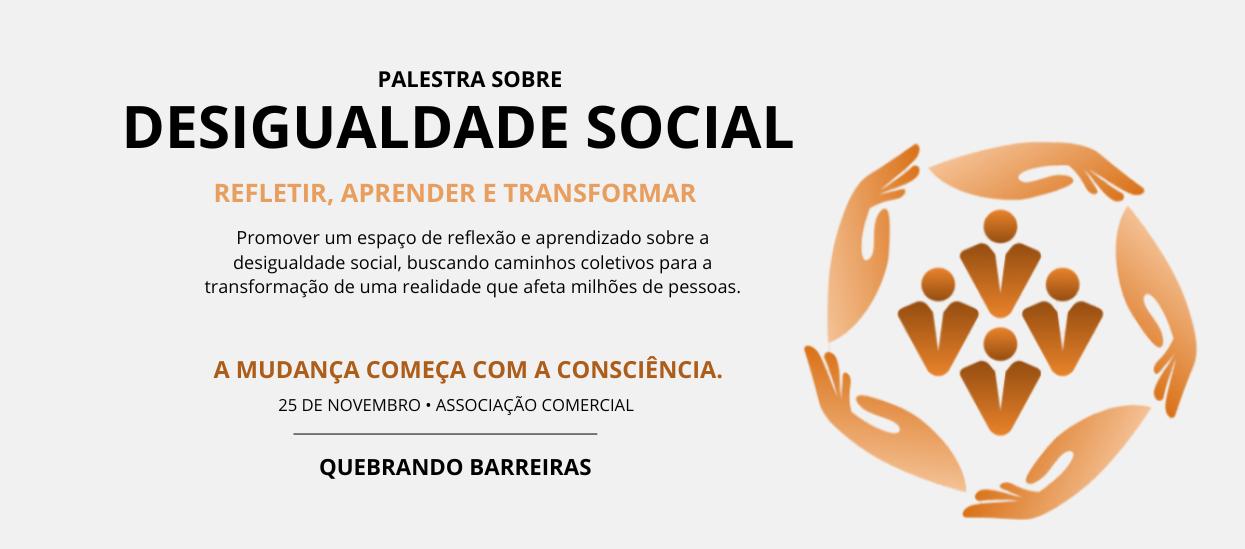 PALESTRA SOBRE
DESIGUALDADE SOCIAL
REFLETIR, APRENDER E TRANSFORMAR
Promover um espaço de reflexão e aprendizado sobre a
desigualdade social, buscando caminhos coletivos para a
transformação de uma realidade que afeta milhões de pessoas.
A MUDANÇA COMEÇA COM A CONSCIÊNCIA.
25 DE NOVEMBRO • ASSOCIAÇÃO COMERCIAL
QUEBRANDO BARREIRAS